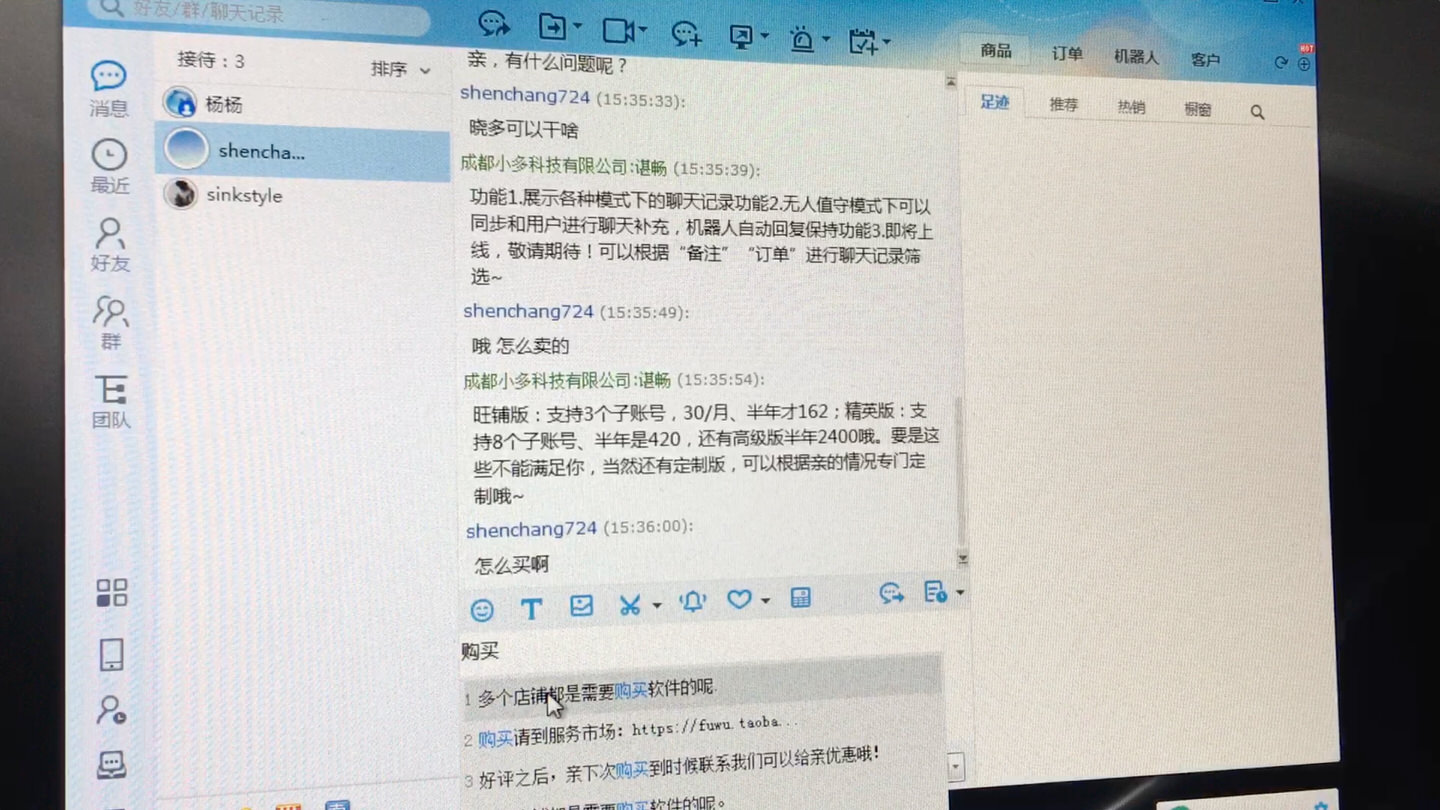 好友/群/聊天记录
接待：3
排序
消息
最近
好友
群
团队
杨杨
shencha...
sinkstyle
亲，有什么问题呢？
shenchang724 (15:35:33):
晓多可以干啥
成都小多科技有限公司:谌畅 (15:35:39):
功能1.展示各种模式下的聊天记录功能2.无人值守模式下可以
同步和用户进行聊天补充，机器人自动回复保持功能3.即将上
线，敬请期待！可以根据“备注”“订单”进行聊天记录筛
选~
shenchang724 (15:35:49):
哦 怎么卖的
成都小多科技有限公司:谌畅 (15:35:54):
旺铺版：支持3个子账号，30/月、半年才162；精英版：支
持8个子账号、半年是420，还有高级版半年2400哦。要是这
些不能满足你，当然还有定制版，可以根据亲的情况专门定
制哦~
shenchang724 (15:36:00):
怎么买啊
购买
1 多个店铺都是需要购买软件的呢.
2 购买请到服务市场：https://fuwu.taoba...
3 好评之后，亲下次购买到时候联系我们可以给亲优惠哦！
都是需要购买软件的呢。
商品 订单 机器人 客户
HOT
足迹 推荐 热销 橱窗